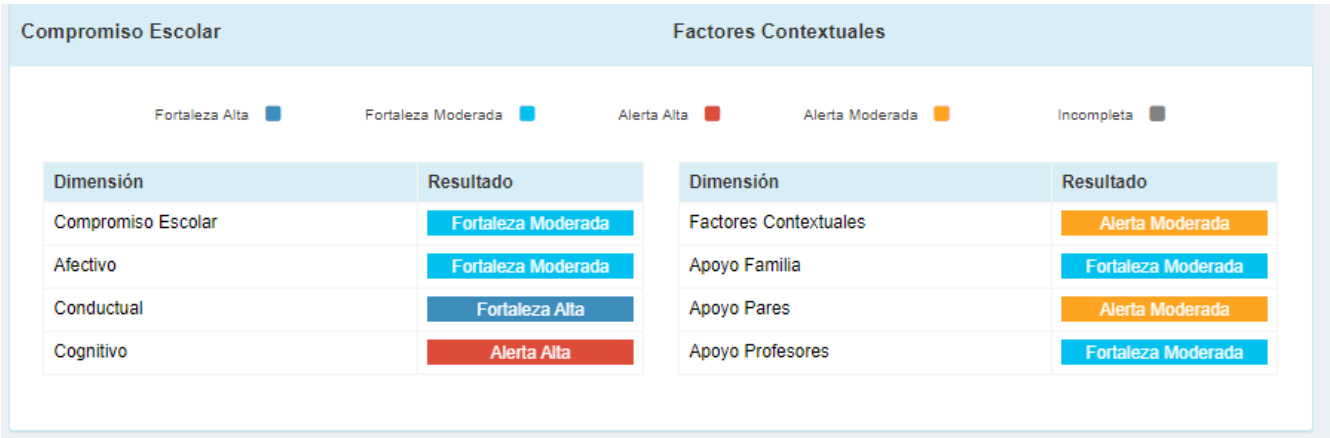 Compromiso Escolar Factores Contextuales
Fortaleza Alta Fortaleza Moderada Alerta Alta Alerta Moderada Incompleta
Dimensión Resultado
Compromiso Escolar Fortaleza Moderada
Afectivo Fortaleza Moderada
Conductual Fortaleza Alta
Cognitivo Alerta Alta
Dimensión Resultado
Factores Contextuales Alerta Moderada
Apoyo Familia Fortaleza Moderada
Apoyo Pares Alerta Moderada
Apoyo Profesores Fortaleza Moderada